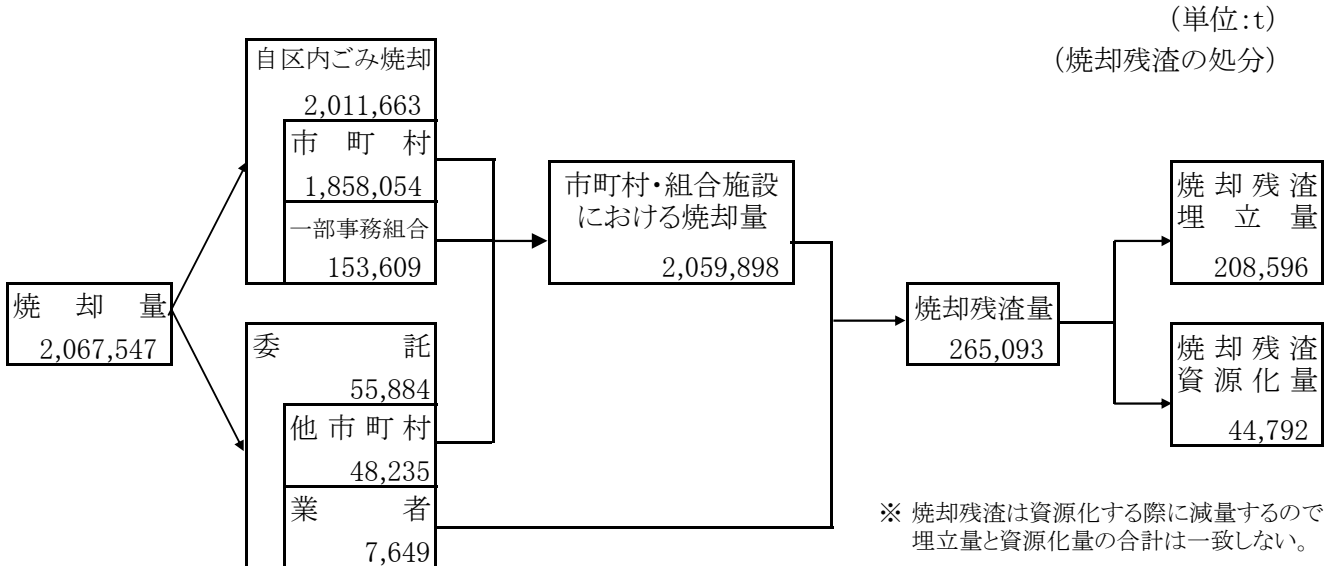 (単位:t)
(焼却残渣の処分)
自区内ごみ焼却
2,011,663
市町村
1,858,054
一部事務組合
153,609
焼却量
2,067,547
委託
55,884
他市町村
48,235
業者
7,649
市町村・組合施設
における焼却量
2,059,898
焼却残渣量
265,093
焼却残渣
埋立量
208,596
焼却残渣
資源化量
44,792
※ 焼却残渣は資源化する際に減量するので
埋立量と資源化量の合計は一致しない。